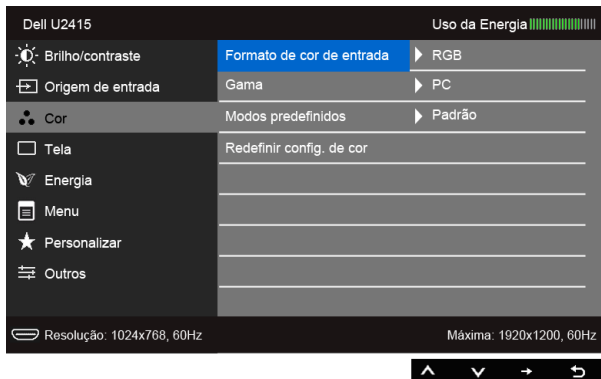 Dell U2415 Uso da Energia
Brilho/contraste Formato de cor de entrada RGB
Origem de entrada Gama PC
Cor Modos predefinidos Padrão
Tela Redefinir config. de cor
Energia
Menu
Personalizar
Outros
Resolução: 1024x768, 60Hz Máxima: 1920x1200, 60Hz